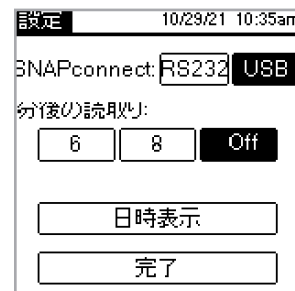 設定 10/29/21 10:35am
SNAPconnect: RS232 USB
分後の読取り:
6 8 Off
日時表示
完了